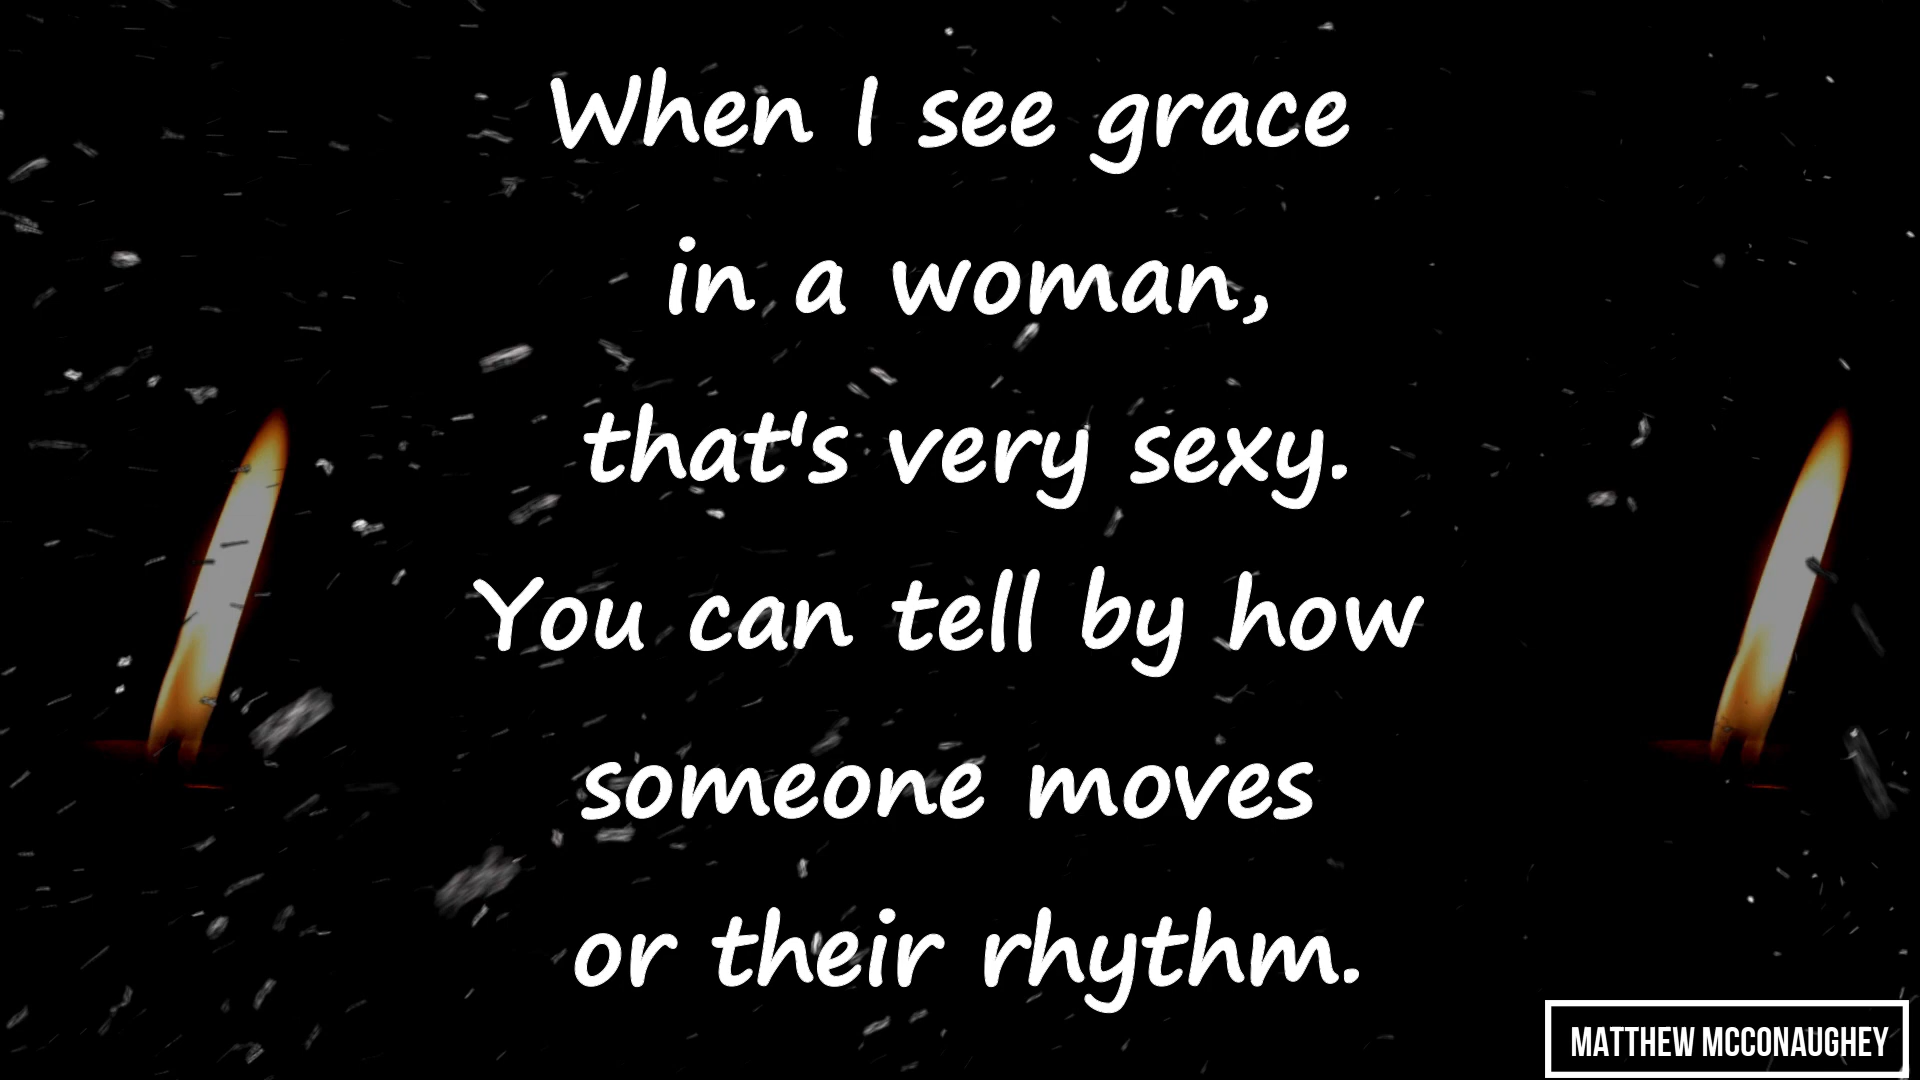 When I see grace
in a woman,
that's very sexy.
You can tell by how
someone moves
or their rhythm.
MATTHEW MCCONAUGHEY